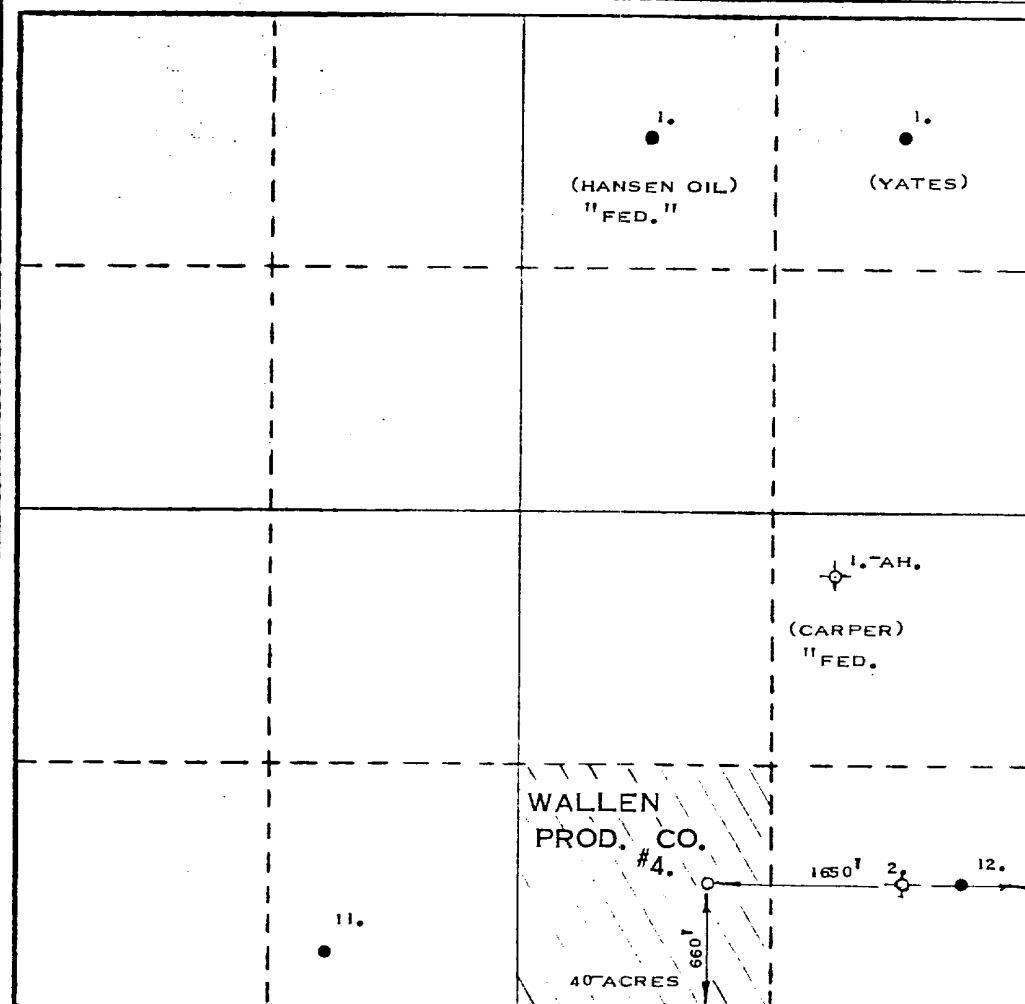 1.
(HANSEN OIL)
"FED."
1.
(YATES)
1.-AH.
(CARPER)
"FED.
WALLEN
PROD. CO.
#4.
1650'
2.
12.
660'
40 ACRES
11.